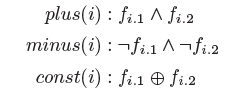 plus(i) : f_{i.1} ∧ f_{i.2}
minus(i) : ¬f_{i.1} ∧ ¬f_{i.2}
const(i) : f_{i.1} ⊕ f_{i.2}